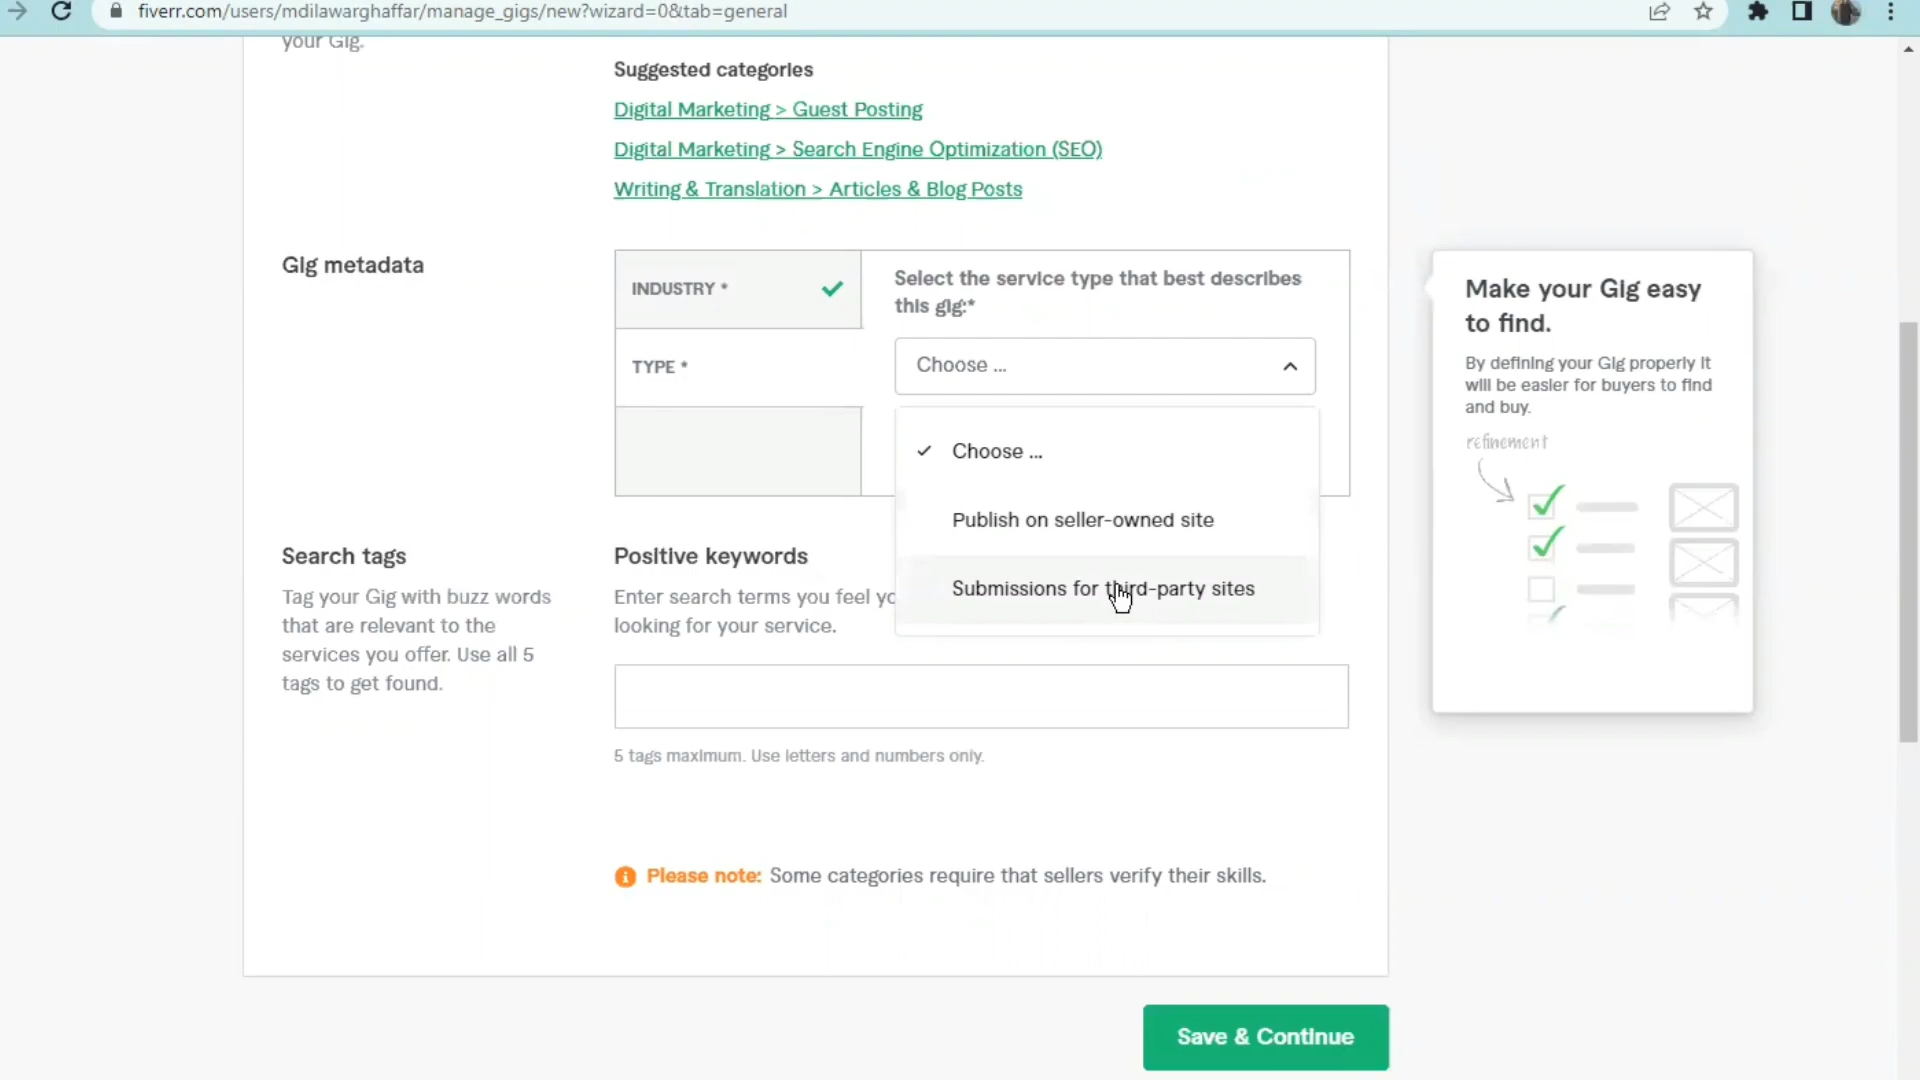 fiverr.com/users/mdilawarghaffar/manage_gigs/new?wizard=0&tab=general
your Gig.
Suggested categories
Digital Marketing > Guest Posting
Digital Marketing > Search Engine Optimization (SEO)
Writing & Translation > Articles & Blog Posts
Gig metadata
INDUSTRY *
Select the service type that best describes
this gig:*
TYPE *
Choose ...
Choose ...
Publish on seller-owned site
Submissions for third-party sites
Search tags
Tag your Gig with buzz words
that are relevant to the
services you offer. Use all 5
tags to get found.
Positive keywords
Enter search terms you feel
looking for your service.
5 tags maximum. Use letters and numbers only.
Please note: Some categories require that sellers verify their skills.
Save & Continue
Make your Gig easy
to find.
By defining your Gig properly it
will be easier for buyers to find
and buy.
refinement